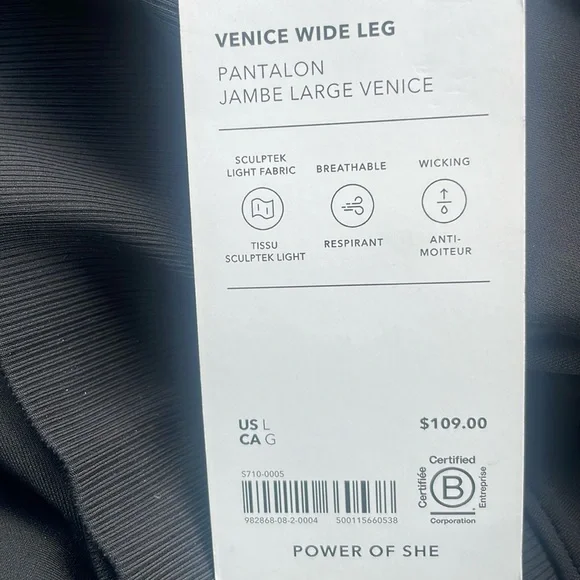 VENICE WIDE LEG
PANTALON
JAMBE LARGE VENICE
SCULPTEK
LIGHT FABRIC
TISSU
SCULPTEK LIGHT
BREATHABLE
RESPIRANT
WICKING
ANTI-
MOITEUR
US L
CA G
$109.00
S710-0005
982868-08-2-0004 500115660538
Certified
Certifiée
B
Entreprise
Corporation
POWER OF SHE